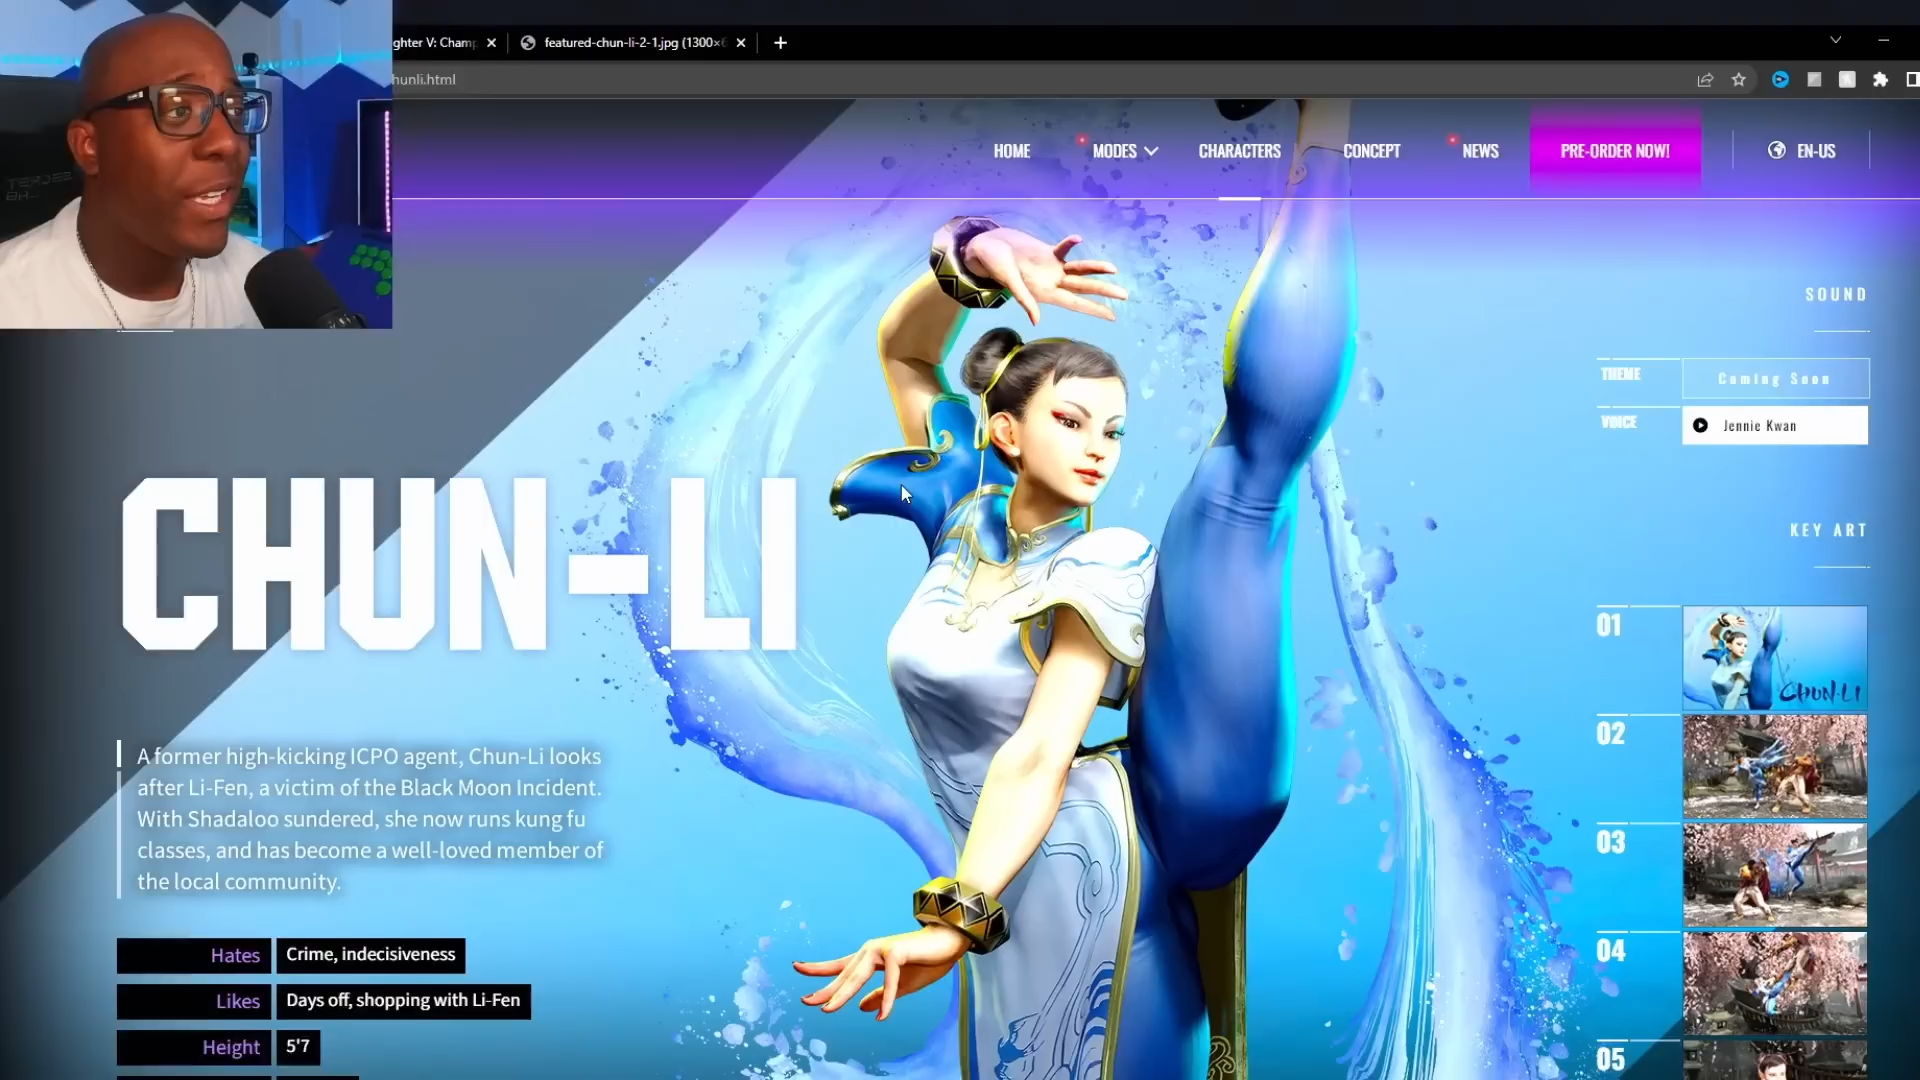 ghter V: Champ
featured-chun-li-2-1.jpg (1300×6
hunli.html
HOME
MODES
CHARACTERS
CONCEPT
NEWS
PRE-ORDER NOW!
EN-US
SOUND
THEME
Coming Soon
VOICE
Jennie Kwan
KEY ART
CHUN-LI
01
CHUN-LI
02
03
04
05
A former high-kicking ICPO agent, Chun-Li looks
after Li-Fen, a victim of the Black Moon Incident.
With Shadaloo sundered, she now runs kung fu
classes, and has become a well-loved member of
the local community.
Hates
Crime, indecisiveness
Likes
Days off, shopping with Li-Fen
Height
5'7